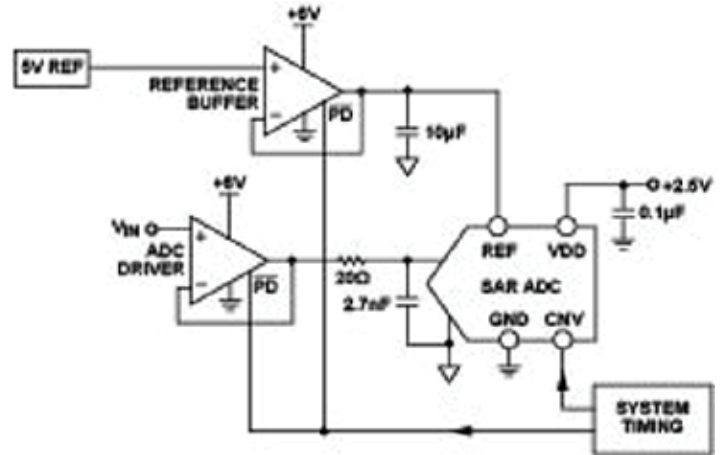 +6V
5V REF
+
REFERENCE
BUFFER
−
PD
10µF
+6V
+2.5V
VIN
+
ADC
DRIVER
−
PD
20Ω
2.7nF
0.1µF
REF
VDD
SAR ADC
GND
CNV
SYSTEM
TIMING